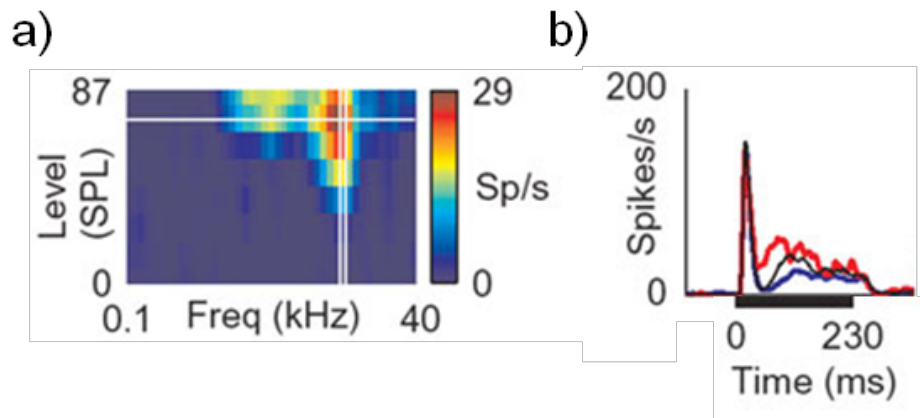 a)
b)
87
Level
(SPL)
0
0.1 Freq (kHz) 40
29
Sp/s
0
200
Spikes/s
0
0 230
Time (ms)